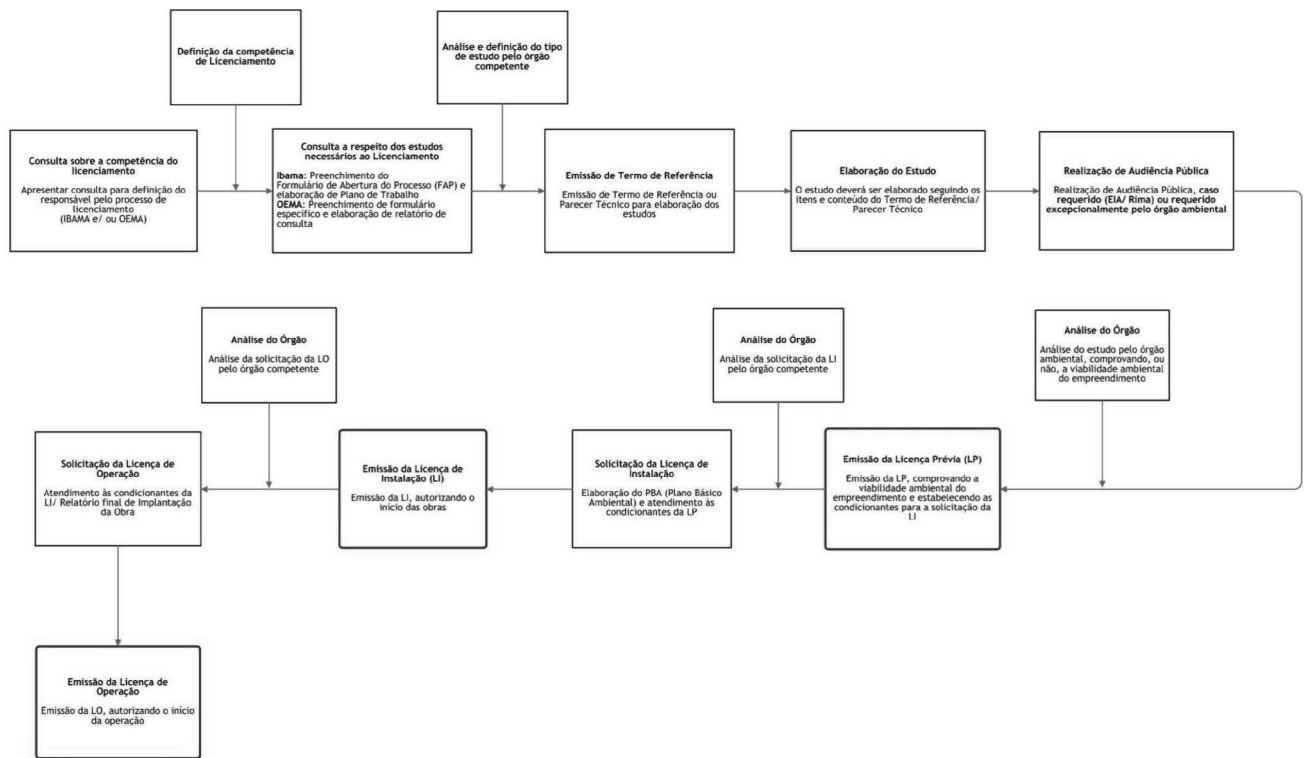 Definição da competência
de Licenciamento
Análise e definição do tipo
de estudo pelo órgão
competente
Consulta sobre a competência do
licenciamento
Apresentar consulta para definição do
responsável pelo processo de
licenciamento
(IBAMA e/ ou OEMA)
Consulta a respeito dos estudos
necessários ao Licenciamento
Ibama: Preenchimento do
Formulário de Abertura do Processo (FAP) e
elaboração de Plano de Trabalho
OEMA: Preenchimento de formulário
específico e elaboração de relatório de
consulta
Emissão de Termo de Referência
Emissão de Termo de Referência ou
Parecer Técnico para elaboração dos
estudos
Elaboração do Estudo
O estudo deverá ser elaborado seguindo os
itens e conteúdo do Termo de Referência/
Parecer Técnico
Realização de Audiência Pública
Realização de Audiência Pública, caso
requerido (EIA/ Rima) ou requerido
excepcionalmente pelo órgão ambiental
Análise do Órgão
Análise da solicitação da LO
pelo órgão competente
Análise do Órgão
Análise da solicitação da LI
pelo órgão competente
Análise do Órgão
Análise do estudo pelo órgão
ambiental, comprovando, ou
não, a viabilidade ambiental
do empreendimento
Solicitação da Licença de
Operação
Atendimento às condicionantes da
LI/ Relatório final de Implantação
da Obra
Emissão da Licença de
Instalação (LI)
Emissão da LI, autorizando o
início das obras
Solicitação da Licença de
Instalação
Elaboração do PBA (Plano Básico
Ambiental) e atendimento às
condicionantes da LP
Emissão da Licença Prévia (LP)
Emissão da LP, comprovando a
viabilidade ambiental do
empreendimento e estabelecendo as
condicionantes para a solicitação da
LI
Emissão da Licença de
Operação
Emissão da LO, autorizando o início
da operação